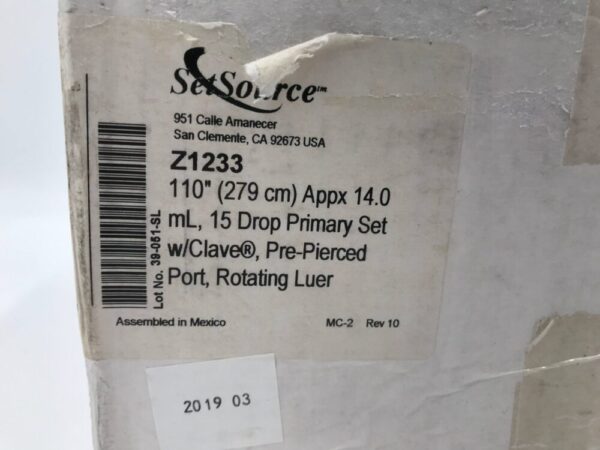 SetSource™
951 Calle Amanecer
San Clemente, CA 92673 USA
Z1233
110" (279 cm) Appx 14.0
mL, 15 Drop Primary Set
w/Clave®, Pre-Pierced
Port, Rotating Luer
Lot No. 39-051-SL
Assembled in Mexico MC-2 Rev 10
2019 03